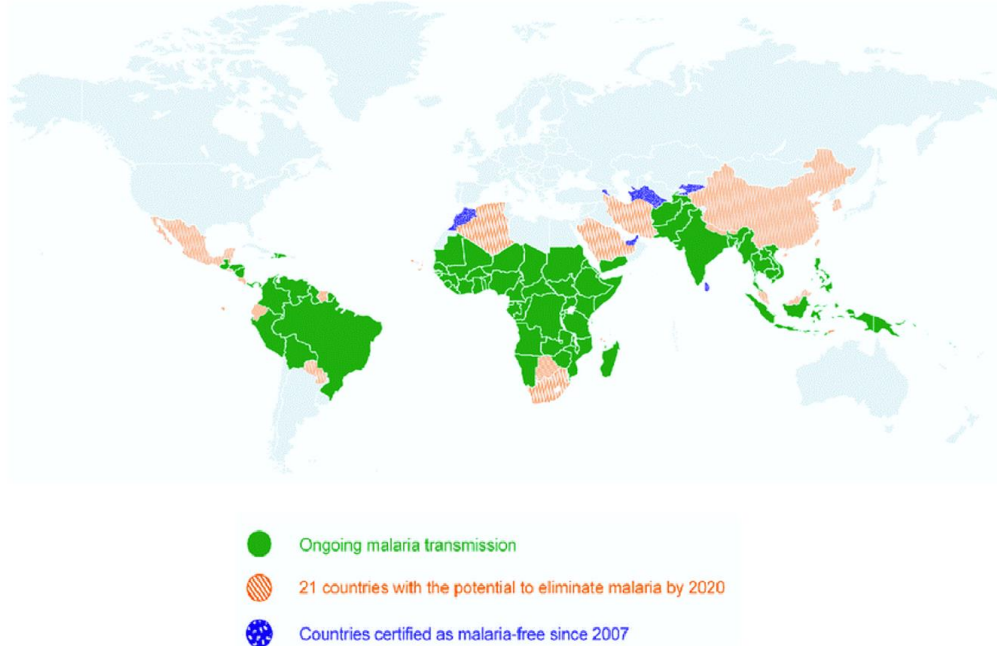 Ongoing malaria transmission
21 countries with the potential to eliminate malaria by 2020
Countries certified as malaria-free since 2007